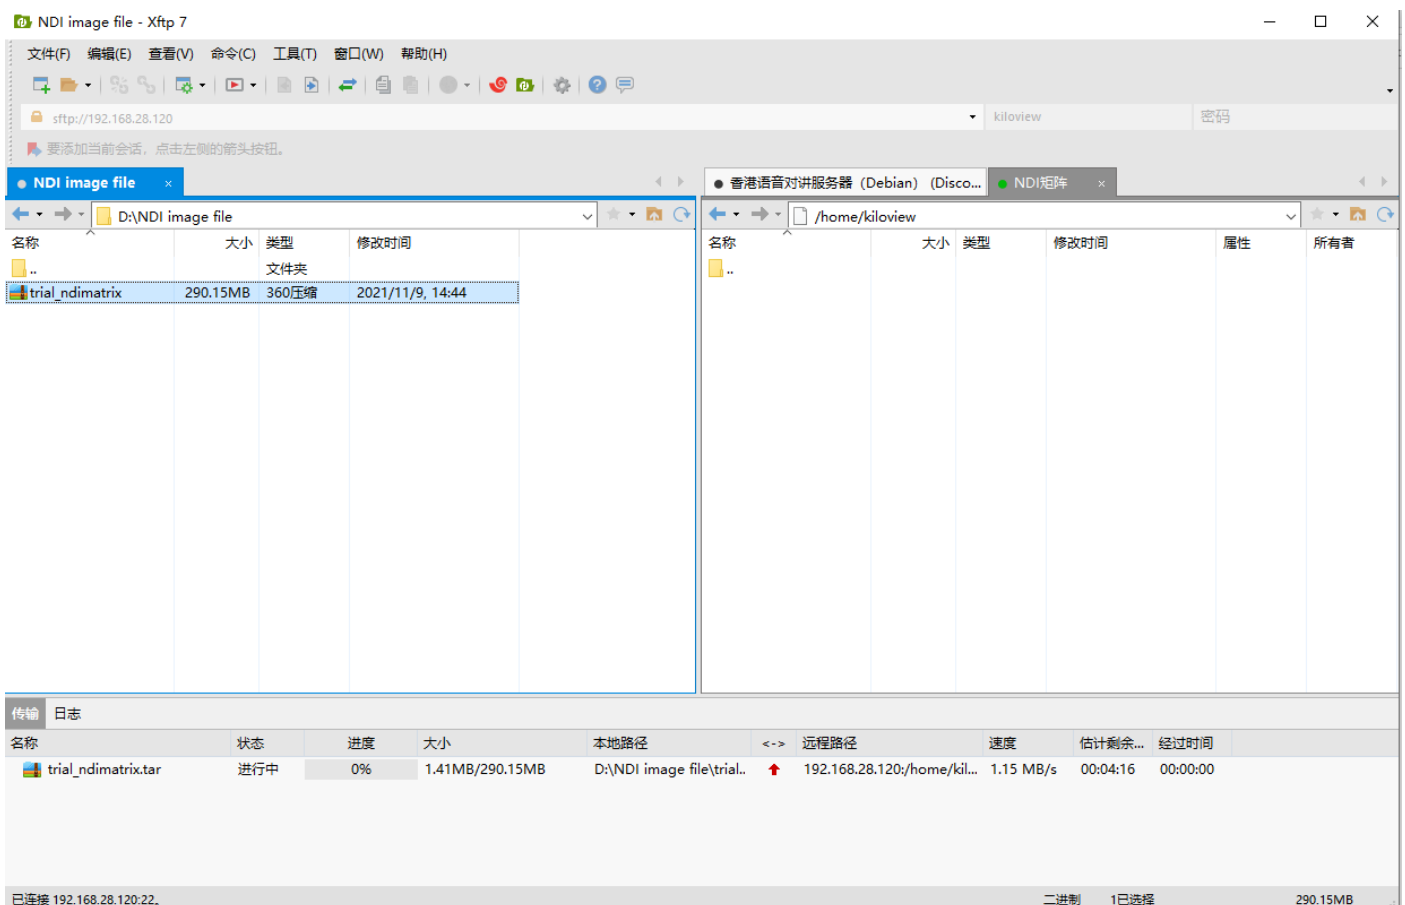 NDI image file - Xftp 7
文件(F) 编辑(E) 查看(V) 命令(C) 工具(T) 窗口(W) 帮助(H)
sftp://192.168.28.120 kiloview 密码
要添加当前会话，点击左侧的箭头按钮。
NDI image file × 香港语音对讲服务器（Debian）（Disco... NDI矩阵 ×
D:\NDI image file /home/kiloview
名称 大小 类型 修改时间 名称 大小 类型 修改时间 属性 所有者
.. 文件夹 ..
trial_ndimatrix 290.15MB 360压缩 2021/11/9, 14:44
传输 日志
名称 状态 进度 大小 本地路径 <-> 远程路径 速度 估计剩余... 经过时间
trial_ndimatrix.tar 进行中 0% 1.41MB/290.15MB D:\NDI image file\trial.. 192.168.28.120:/home/kil... 1.15 MB/s 00:04:16 00:00:00
已连接 192.168.28.120:22。 二进制 1已选择 290.15MB